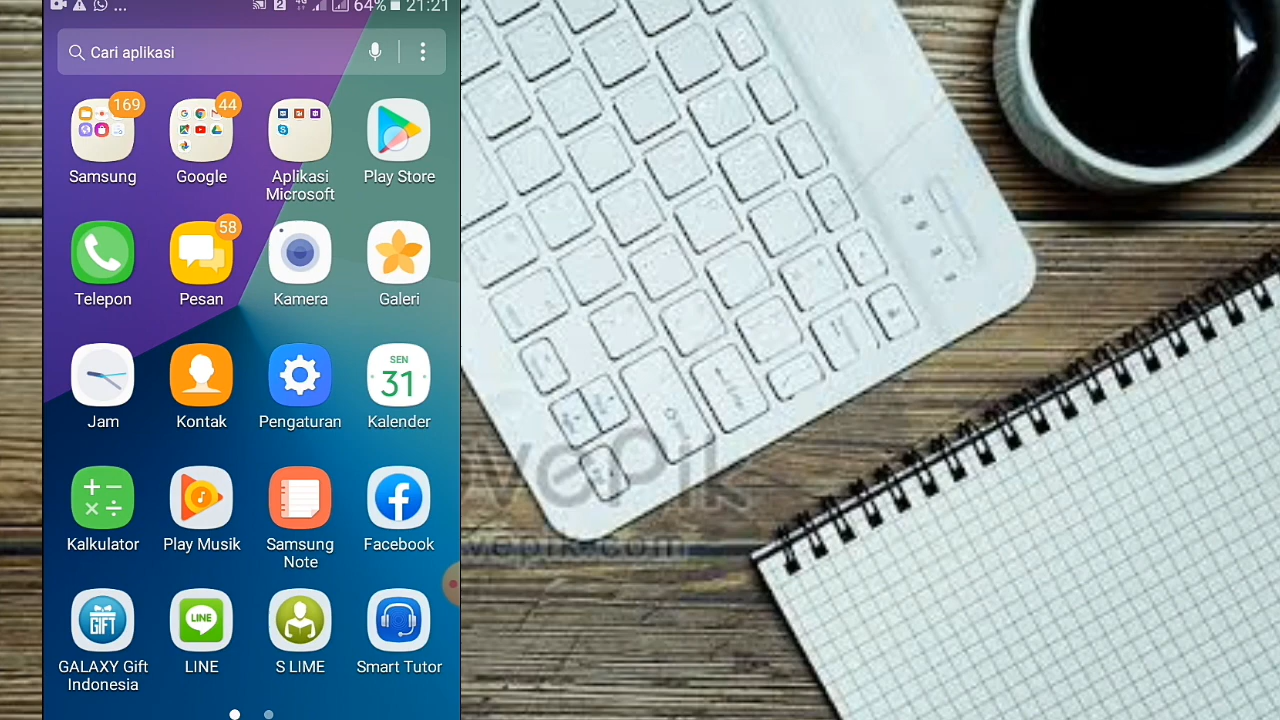 2 4G 64% 21:21
Cari aplikasi
169 44
Samsung Google Aplikasi Microsoft Play Store
58
Telepon Pesan Kamera Galeri
SEN
31
Jam Kontak Pengaturan Kalender
Kalkulator Play Musik Samsung Note Facebook
GIFT LINE
GALAXY Gift Indonesia LINE S LIME Smart Tutor